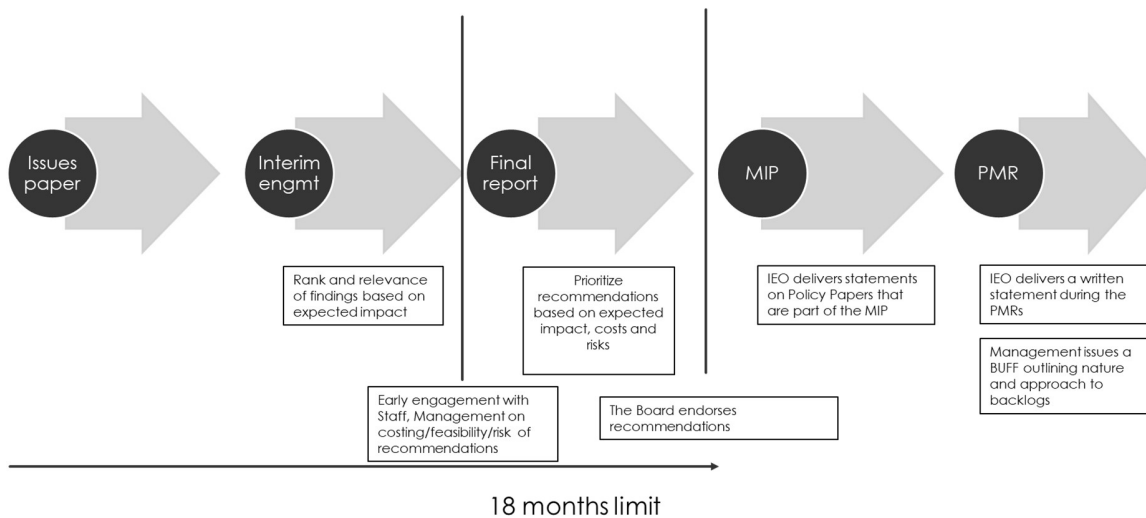 Issues
paper
Interim
engmt
Final
report
MIP
PMR
Rank and relevance
of findings based on
expected impact
Prioritize
recommendations
based on expected
impact, costs and
risks
IEO delivers statements
on Policy Papers that
are part of the MIP
IEO delivers a written
statement during the
PMRs
Management issues a
BUFF outlining nature
and approach to
backlogs
Early engagement with
Staff, Management on
costing/feasibility/risk of
recommendations
The Board endorses
recommendations
18 months limit